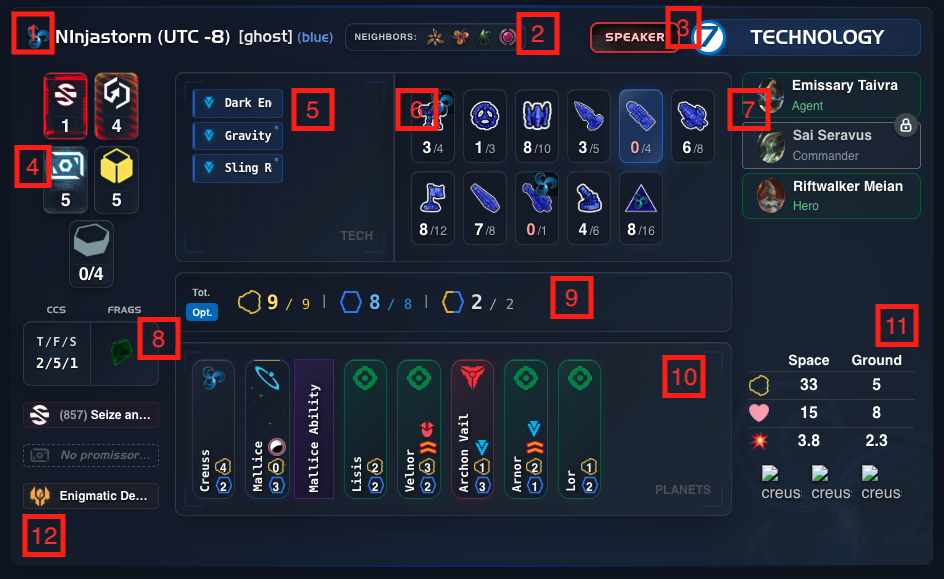 1 NInjastorm (UTC -8) [ghost] (blue) NEIGHBORS: 2 SPEAKER 3 7 TECHNOLOGY
1 4
4
5 5
0/4
CCS FRAGS
T/F/S
2/5/1
8
(857) Seize an...
No promissor...
Enigmatic De...
12
Dark En
Gravity
Sling R
5
TECH
6
3/4 1/3 8/10 3/5 0/4 6/8
8/12 7/8 0/1 4/6 8/16
7
Emissary Taivra
Agent
Sai Seravus
Commander
Riftwalker Meian
Hero
Tot.
Opt.
9 / 9 | 8 / 8 | 2 / 2
9
Creuss 4 2
Mallice 0 3
Mallice Ability
Lisis 2 2
Velnor 3 2
Archon Vail 1 3
Arnor 2 1
Lor 1 2
10
PLANETS
11
Space Ground
33 5
15 8
3.8 2.3
creus creus creus